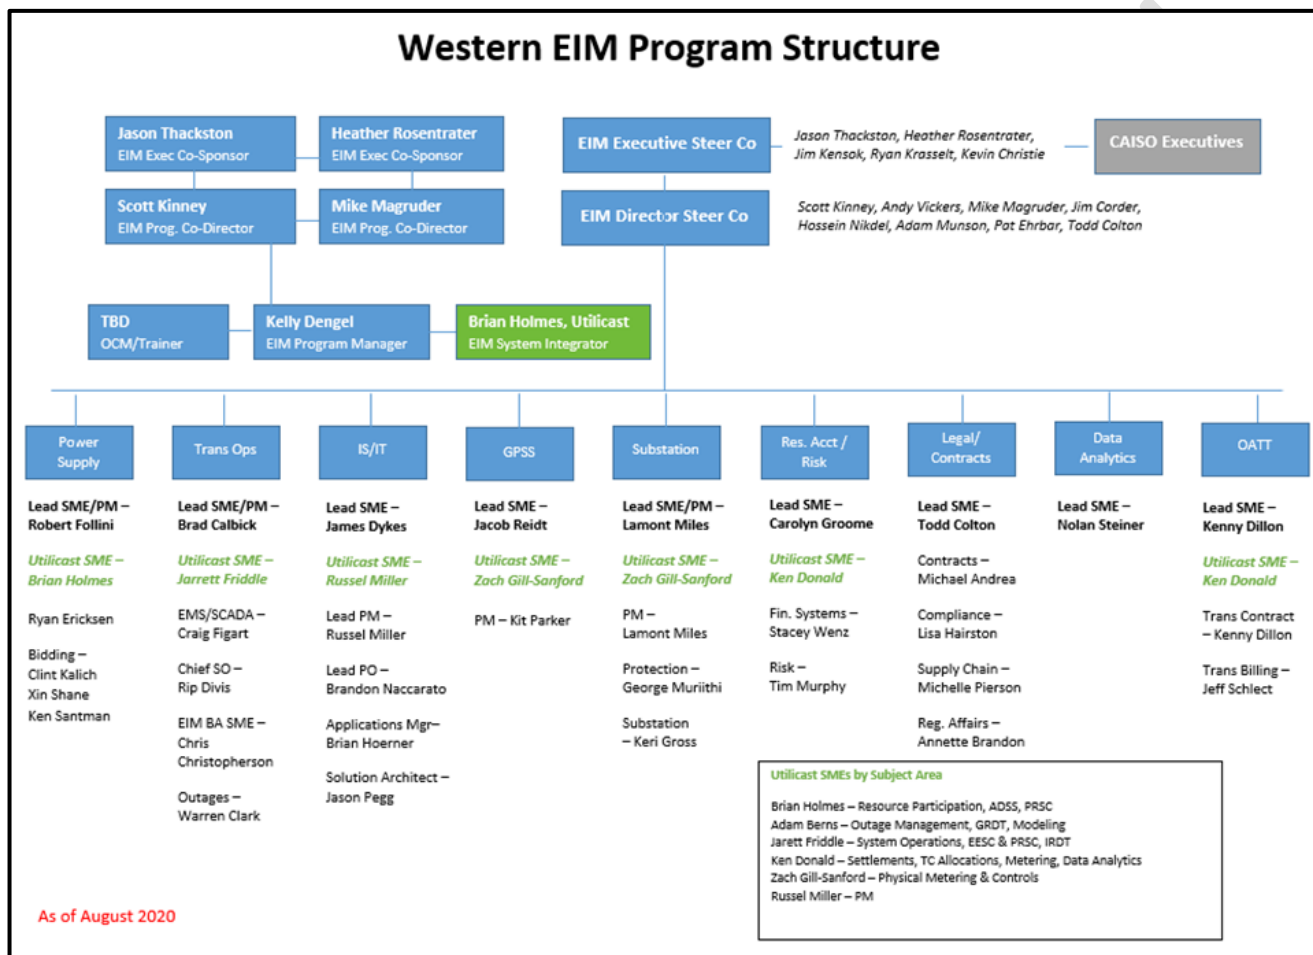 Western EIM Program Structure
Jason Thackston
EIM Exec Co-Sponsor
Heather Rosentrater
EIM Exec Co-Sponsor
Scott Kinney
EIM Prog. Co-Director
Mike Magruder
EIM Prog. Co-Director
EIM Executive Steer Co
Jason Thackston, Heather Rosentrater,
Jim Kensok, Ryan Krasselt, Kevin Christie
CAISO Executives
EIM Director Steer Co
Scott Kinney, Andy Vickers, Mike Magruder, Jim Corder,
Hossein Nikdel, Adam Munson, Pat Ehrbar, Todd Colton
TBD
OCM/Trainer
Kelly Dengel
EIM Program Manager
Brian Holmes, Utilicast
EIM System Integrator
Power
Supply
Lead SME/PM –
Robert Follini
Utilicast SME –
Brian Holmes
Ryan Ericksen
Bidding –
Clint Kalich
Xin Shane
Ken Santman
Trans Ops
Lead SME/PM –
Brad Calbick
Utilicast SME –
Jarrett Friddle
EMS/SCADA –
Craig Figart
Chief SO –
Rip Divis
EIM BA SME –
Chris
Christopherson
Outages –
Warren Clark
IS/IT
Lead SME –
James Dykes
Utilicast SME –
Russel Miller
Lead PM –
Russel Miller
Lead PO –
Brandon Naccarato
Applications Mgr–
Brian Hoerner
Solution Architect –
Jason Pegg
GPSS
Lead SME –
Jacob Reidt
Utilicast SME –
Zach Gill-Sanford
PM – Kit Parker
Substation
Lead SME/PM –
Lamont Miles
Utilicast SME –
Zach Gill-Sanford
PM –
Lamont Miles
Protection –
George Muriithi
Substation
– Keri Gross
Res. Acct /
Risk
Lead SME –
Carolyn Groome
Utilicast SME –
Ken Donald
Fin. Systems –
Stacey Wenz
Risk –
Tim Murphy
Legal/
Contracts
Lead SME –
Todd Colton
Contracts –
Michael Andrea
Compliance –
Lisa Hairston
Supply Chain –
Michelle Pierson
Reg. Affairs –
Annette Brandon
Data
Analytics
Lead SME –
Nolan Steiner
OATT
Lead SME –
Kenny Dillon
Utilicast SME –
Ken Donald
Trans Contract
– Kenny Dillon
Trans Billing –
Jeff Schlect
Utilicast SMEs by Subject Area
Brian Holmes – Resource Participation, ADSS, PRSC
Adam Berns – Outage Management, GRDT, Modeling
Jarett Friddle – System Operations, EESC & PRSC, IRDT
Ken Donald – Settlements, TC Allocations, Metering, Data Analytics
Zach Gill-Sanford – Physical Metering & Controls
Russel Miller – PM
As of August 2020